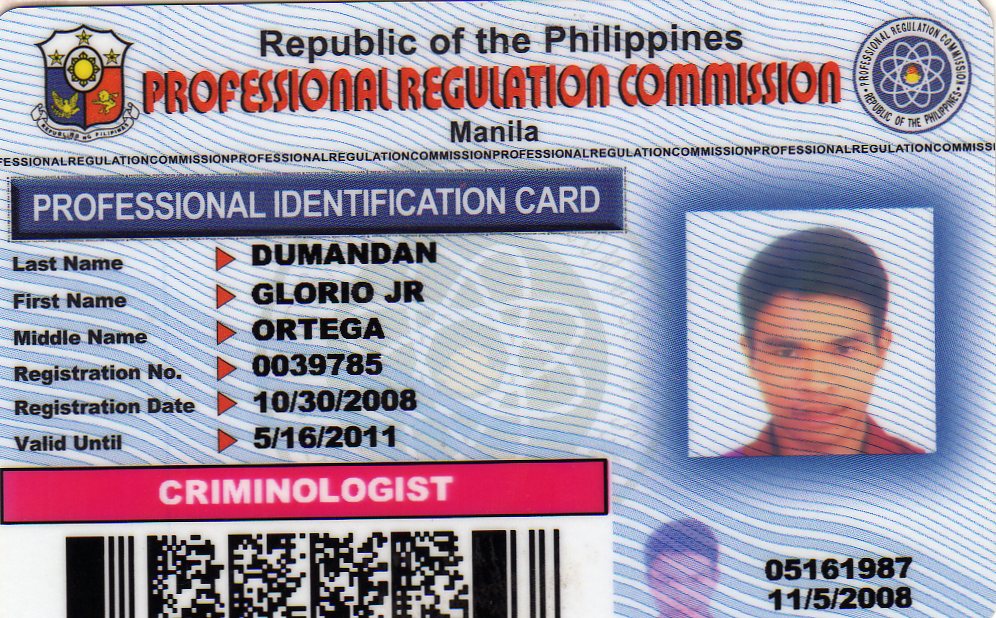 Republic of the Philippines
PROFESSIONAL REGULATION COMMISSION
Manila
PROFESSIONAL REGULATION COMMISSION
REPUBLIC OF THE PHILIPPINES
REPUBLIKA NG PILIPINAS
FESSIONALREGULATIONCOMMISSIONPROFESSIONALREGULATIONCOMMISSIONPROFESSIONALREGULATIONCOMMISSIONPROFESSIONALREGULATIONCOMMISSI
PROFESSIONAL IDENTIFICATION CARD
Last Name DUMANDAN
First Name GLORIO JR
Middle Name ORTEGA
Registration No. 0039785
Registration Date 10/30/2008
Valid Until 5/16/2011
CRIMINOLOGIST
05161987
11/5/2008